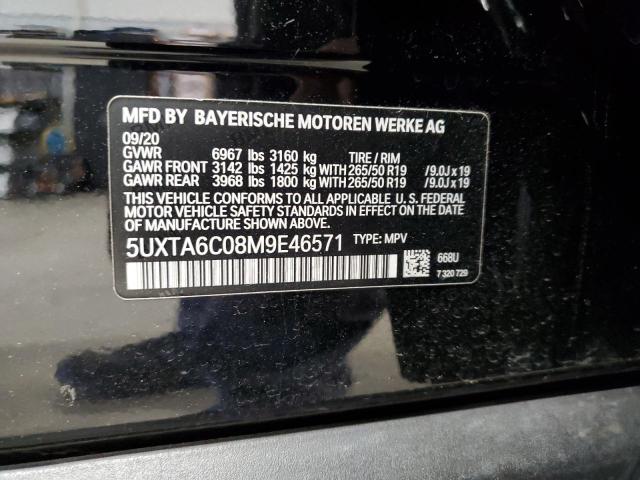 MFD BY BAYERISCHE MOTOREN WERKE AG
09/20
GVWR 6967 lbs 3160 kg TIRE / RIM
GAWR FRONT 3142 lbs 1425 kg WITH 265/50 R19 /9.0J x 19
GAWR REAR 3968 lbs 1800 kg WITH 265/50 R19 /9.0J x 19
THIS VEHICLE CONFORMS TO ALL APPLICABLE U. S. FEDERAL
MOTOR VEHICLE SAFETY STANDARDS IN EFFECT ON THE
DATE OF MANUFACTURE SHOWN ABOVE.
5UXTA6C08M9E46571 TYPE: MPV
668U
7 320 729